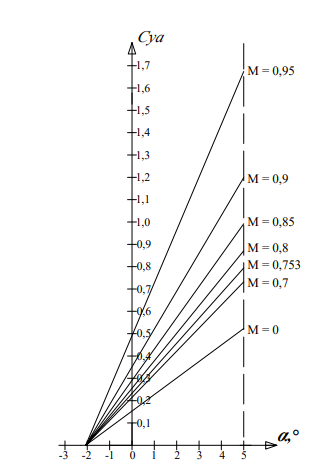 Cya
1,7
M = 0,95
1,6
1,5
1,4
1,3
1,2
M = 0,9
1,1
1,0
M = 0,85
0,9
M = 0,8
0,8
M = 0,753
0,7
M = 0,7
0,6
0,5
M = 0
0,4
0,3
0,2
0,1
α,°
-3 -2 -1 0 1 2 3 4 5